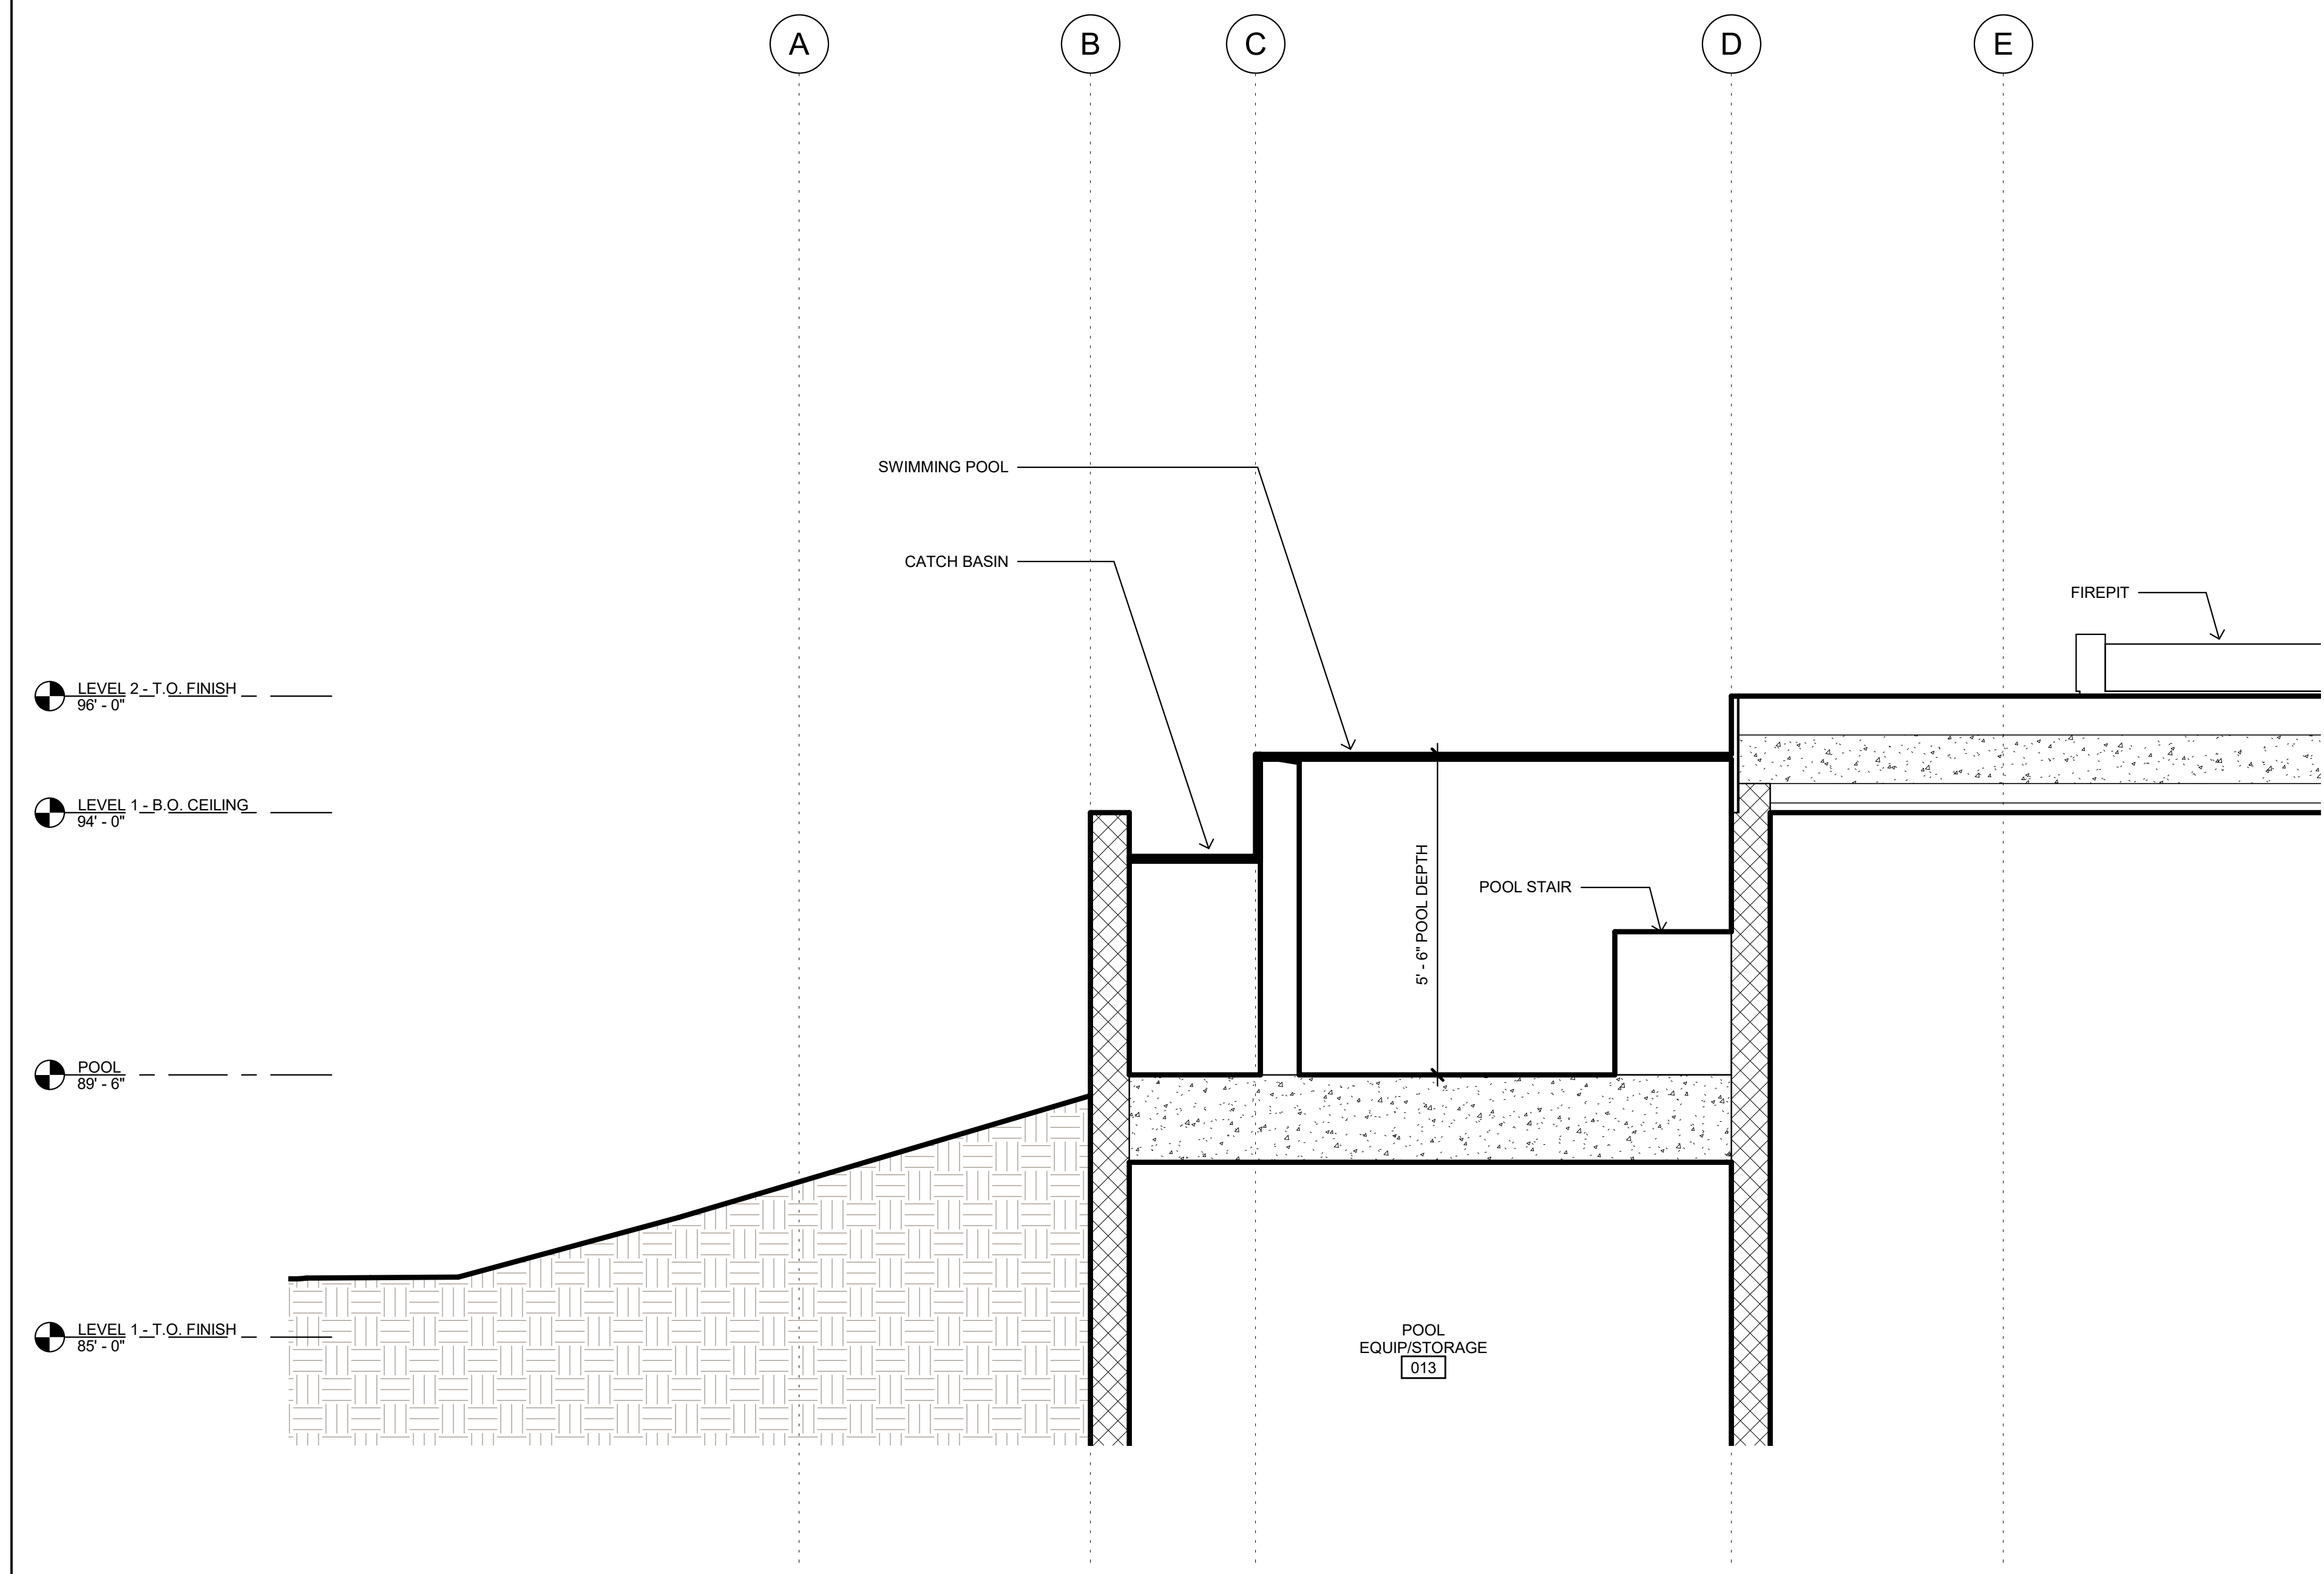 A
B
C
D
E
SWIMMING POOL
CATCH BASIN
FIREPIT
LEVEL 2 - T.O. FINISH
96' - 0"
LEVEL 1 - B.O. CEILING
94' - 0"
5' - 6" POOL DEPTH
POOL STAIR
POOL
89' - 6"
LEVEL 1 - T.O. FINISH
85' - 0"
POOL
EQUIP/STORAGE
013